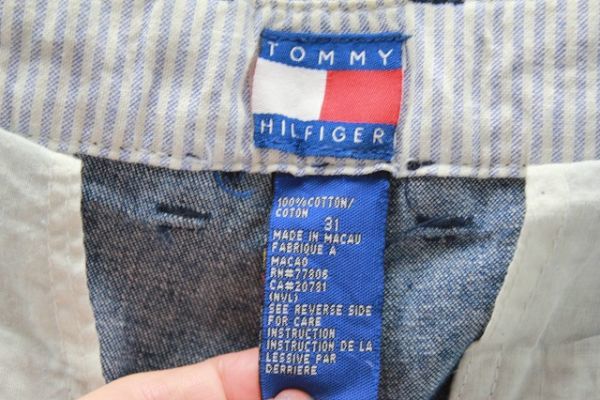 TOMMY
HILFIGER
100% COTTON/
COTON
31
MADE IN MACAU
FABRIQUE A
MACAO
RN#77806
CA#20781
(NVL)
SEE REVERSE SIDE
FOR CARE
INSTRUCTION
INSTRUCTION DE LA
LESSIVE PAR
DERRIERE